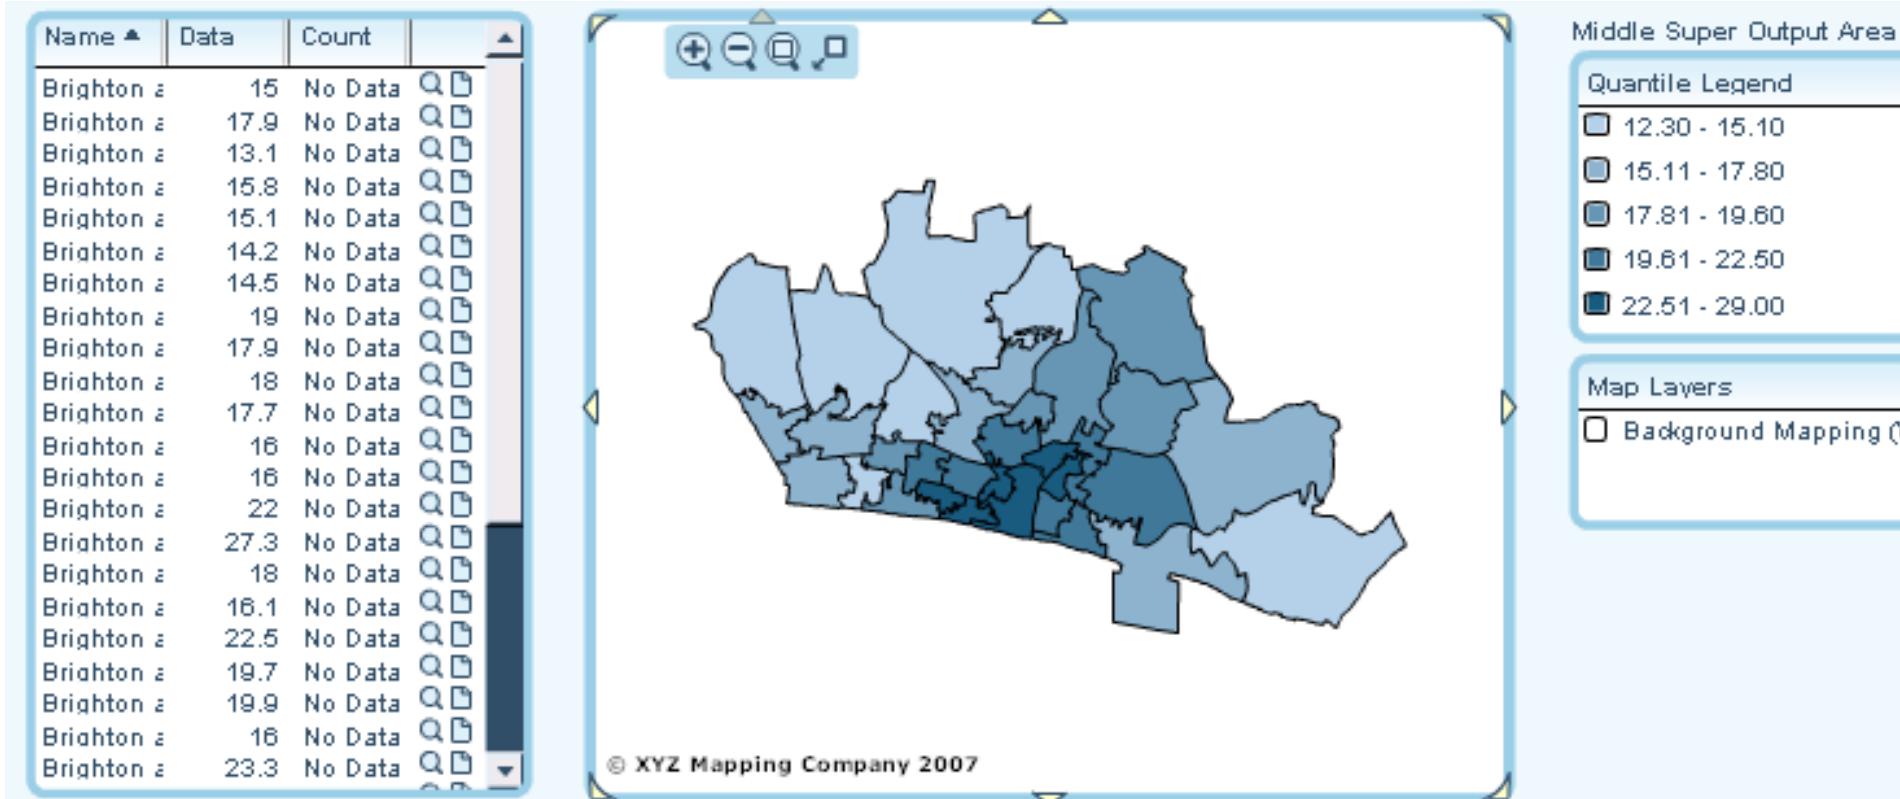 Name Data Count
Brighton a 15 No Data
Brighton a 17.9 No Data
Brighton a 13.1 No Data
Brighton a 15.8 No Data
Brighton a 15.1 No Data
Brighton a 14.2 No Data
Brighton a 14.5 No Data
Brighton a 19 No Data
Brighton a 17.9 No Data
Brighton a 18 No Data
Brighton a 17.7 No Data
Brighton a 16 No Data
Brighton a 16 No Data
Brighton a 22 No Data
Brighton a 27.3 No Data
Brighton a 18 No Data
Brighton a 16.1 No Data
Brighton a 22.5 No Data
Brighton a 19.7 No Data
Brighton a 19.9 No Data
Brighton a 16 No Data
Brighton a 23.3 No Data
© XYZ Mapping Company 2007
Middle Super Output Area
Quantile Legend
12.30 - 15.10
15.11 - 17.80
17.81 - 19.60
19.61 - 22.50
22.51 - 29.00
Map Layers
Background Mapping (